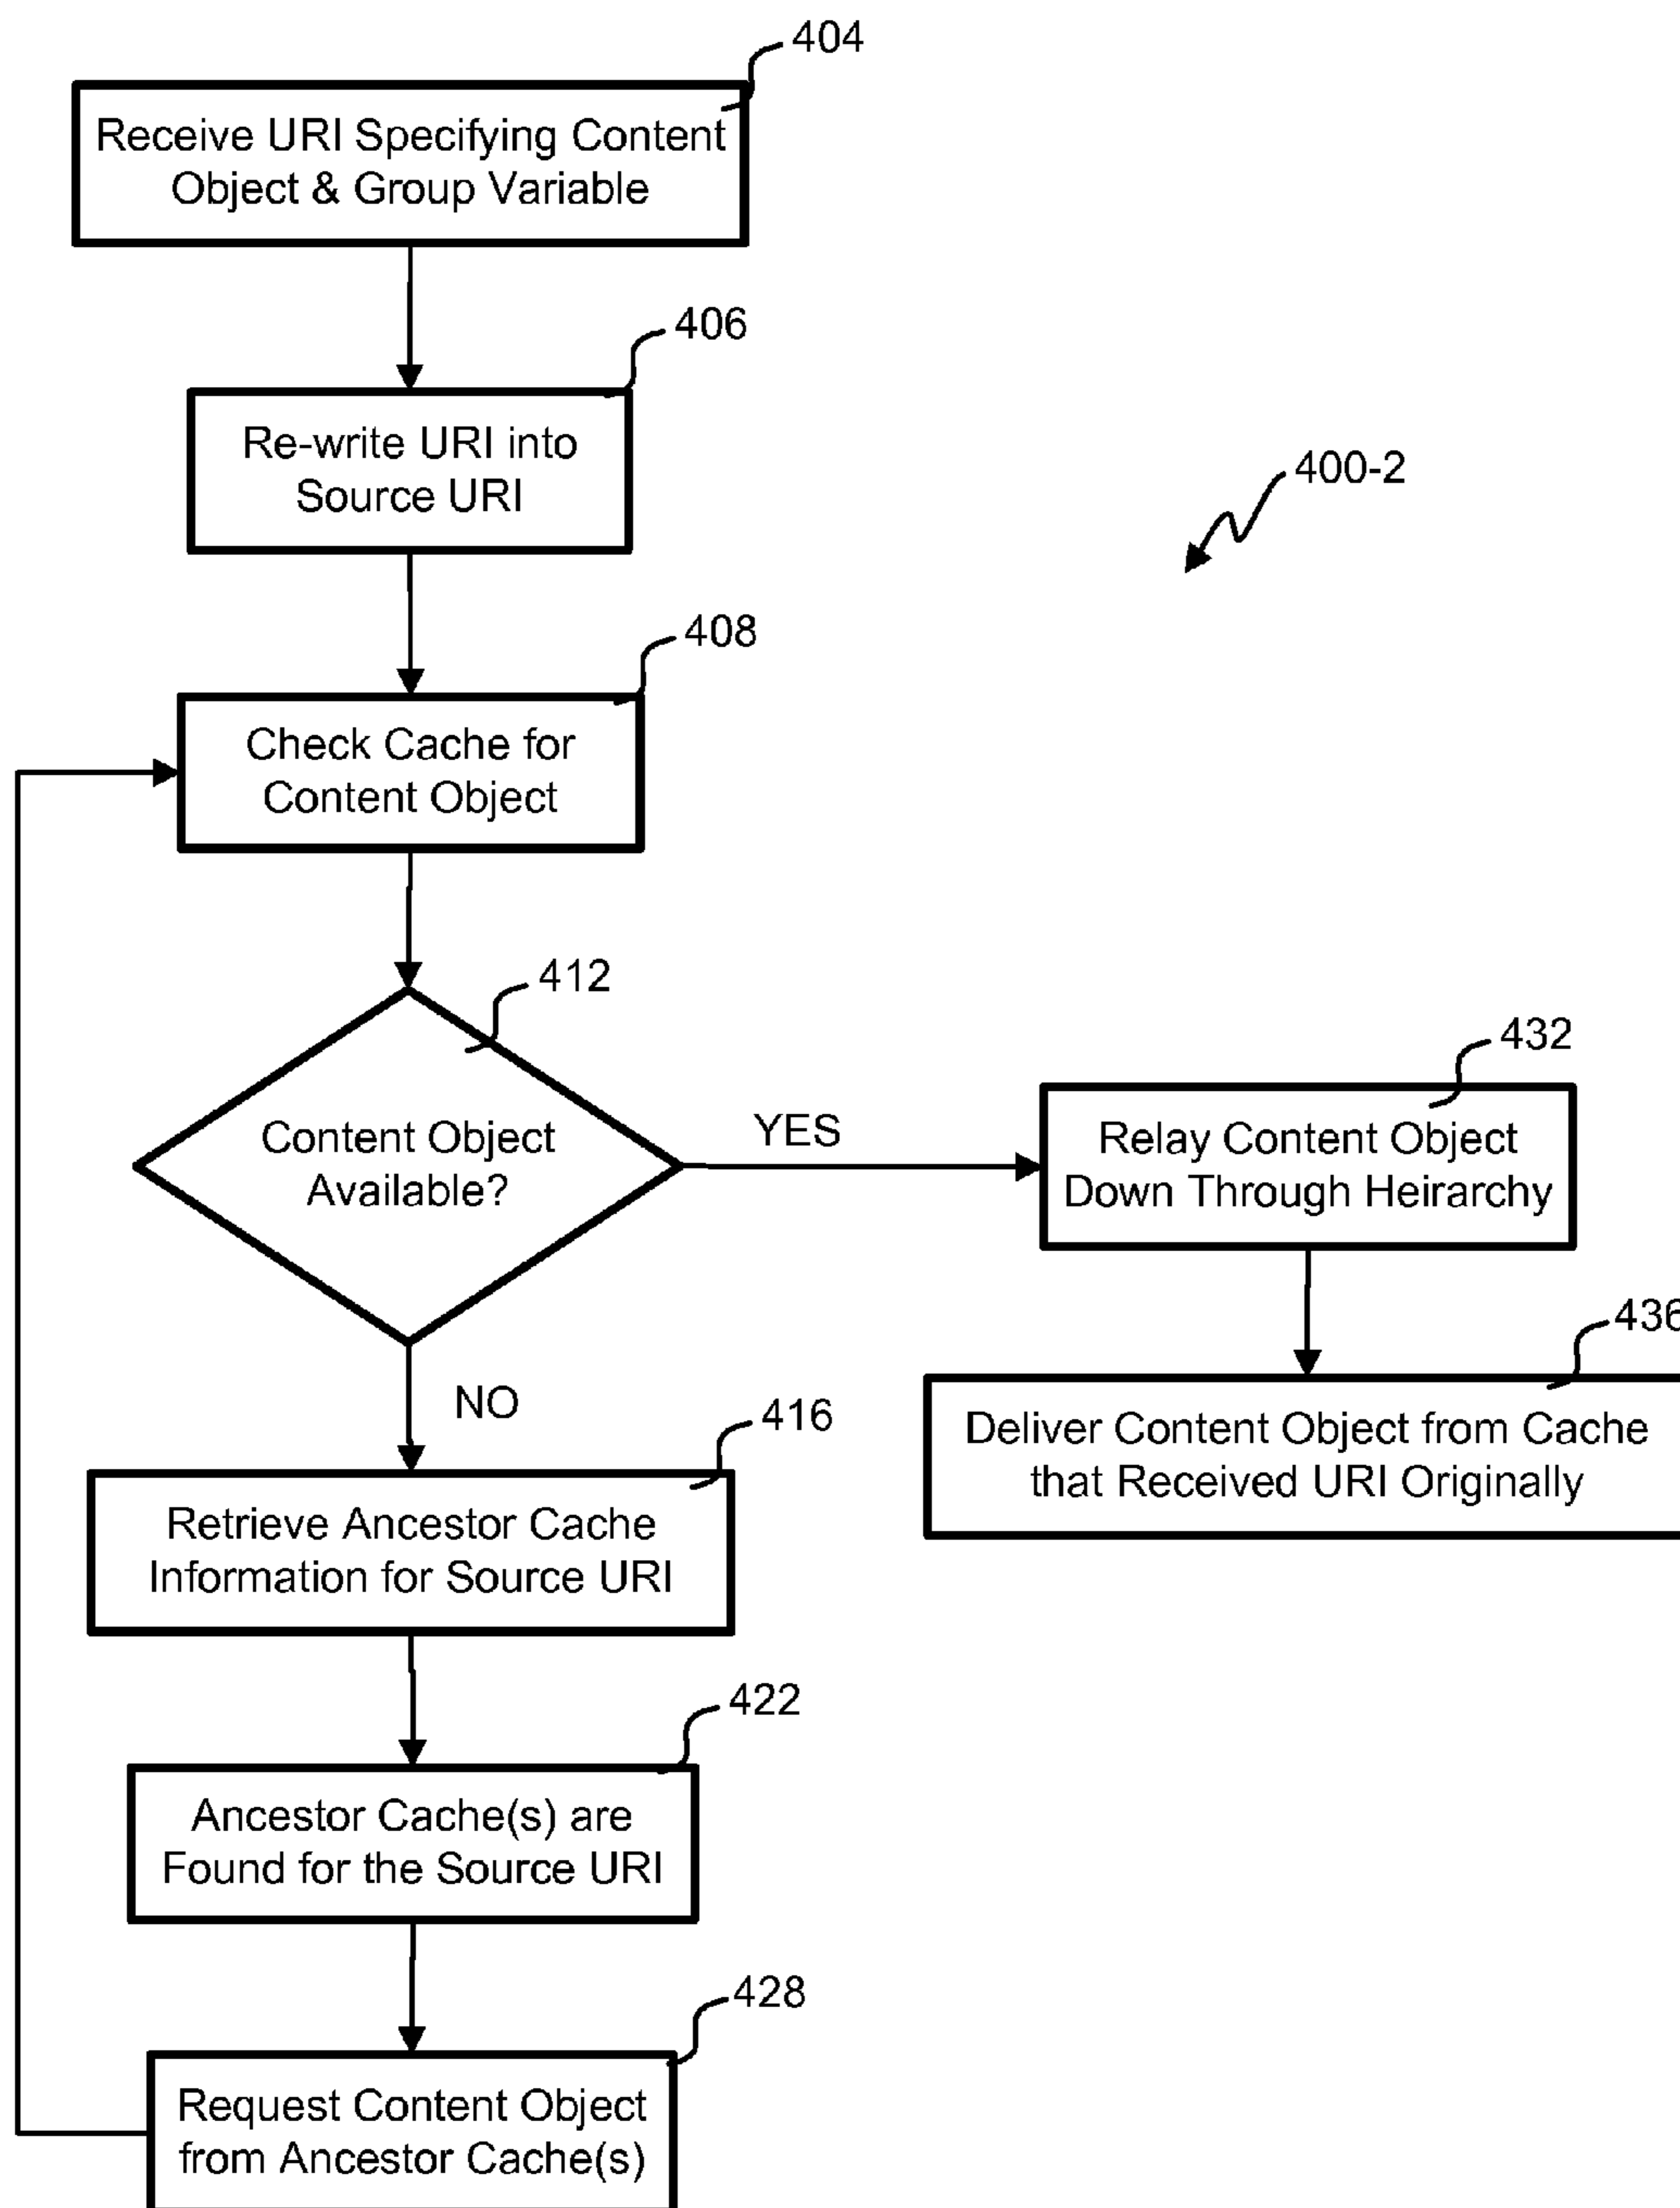 404
Receive URI Specifying Content
Object & Group Variable
406
Re-write URI into
Source URI
400-2
408
Check Cache for
Content Object
412
Content Object
Available?
YES
432
Relay Content Object
Down Through Heirarchy
NO
436
Deliver Content Object from Cache
that Received URI Originally
416
Retrieve Ancestor Cache
Information for Source URI
422
Ancestor Cache(s) are
Found for the Source URI
428
Request Content Object
from Ancestor Cache(s)